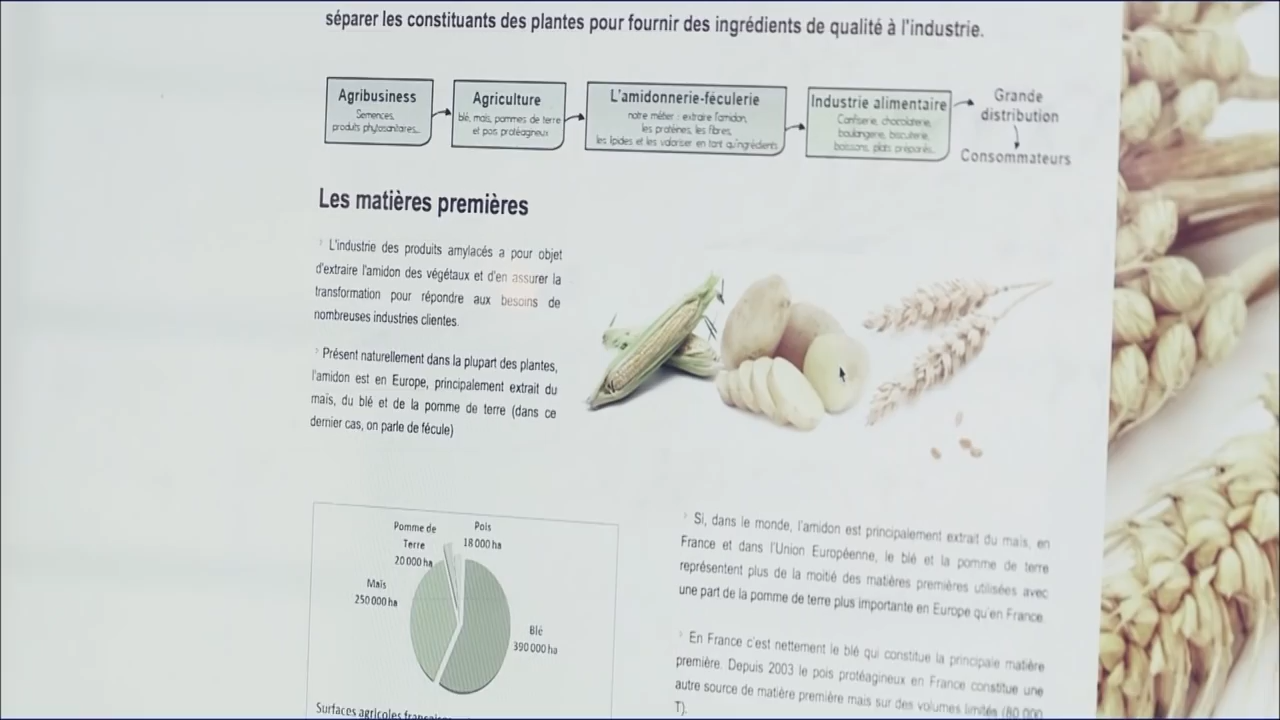 séparer les constituants des plantes pour fournir des ingrédients de qualité à l'industrie.
Agribusiness
Semences,
produits phytosanitaires...
Agriculture
blé, maïs, pommes de terre
et pois protéagineux
L'amidonnerie-féculerie
notre métier : extraire l'amidon,
les protéines, les fibres,
les lipides et les valoriser en tant qu'ingrédients
Industrie alimentaire
Confiserie, chocolaterie,
boulangerie, biscuiterie,
boissons, plats préparés...
Grande
distribution
Consommateurs
Les matières premières
L'industrie des produits amylacés a pour objet
d'extraire l'amidon des végétaux et d'en assurer la
transformation pour répondre aux besoins de
nombreuses industries clientes.
Présent naturellement dans la plupart des plantes,
l'amidon est en Europe, principalement extrait du
maïs, du blé et de la pomme de terre (dans ce
dernier cas, on parle de fécule)
Pomme de
Terre
20 000 ha
Pois
18 000 ha
Maïs
250 000 ha
Blé
390 000 ha
Surfaces agricoles
Si, dans le monde, l'amidon est principalement extrait du maïs, en
France et dans l'Union Européenne, le blé et la pomme de terre
représentent plus de la moitié des matières premières utilisées avec
une part de la pomme de terre plus importante en Europe qu'en France.
En France c'est nettement le blé qui constitue la principale matière
première. Depuis 2003 le pois protéagineux en France constitue une
autre source de matière première mais sur des volumes limités (80 000
T).